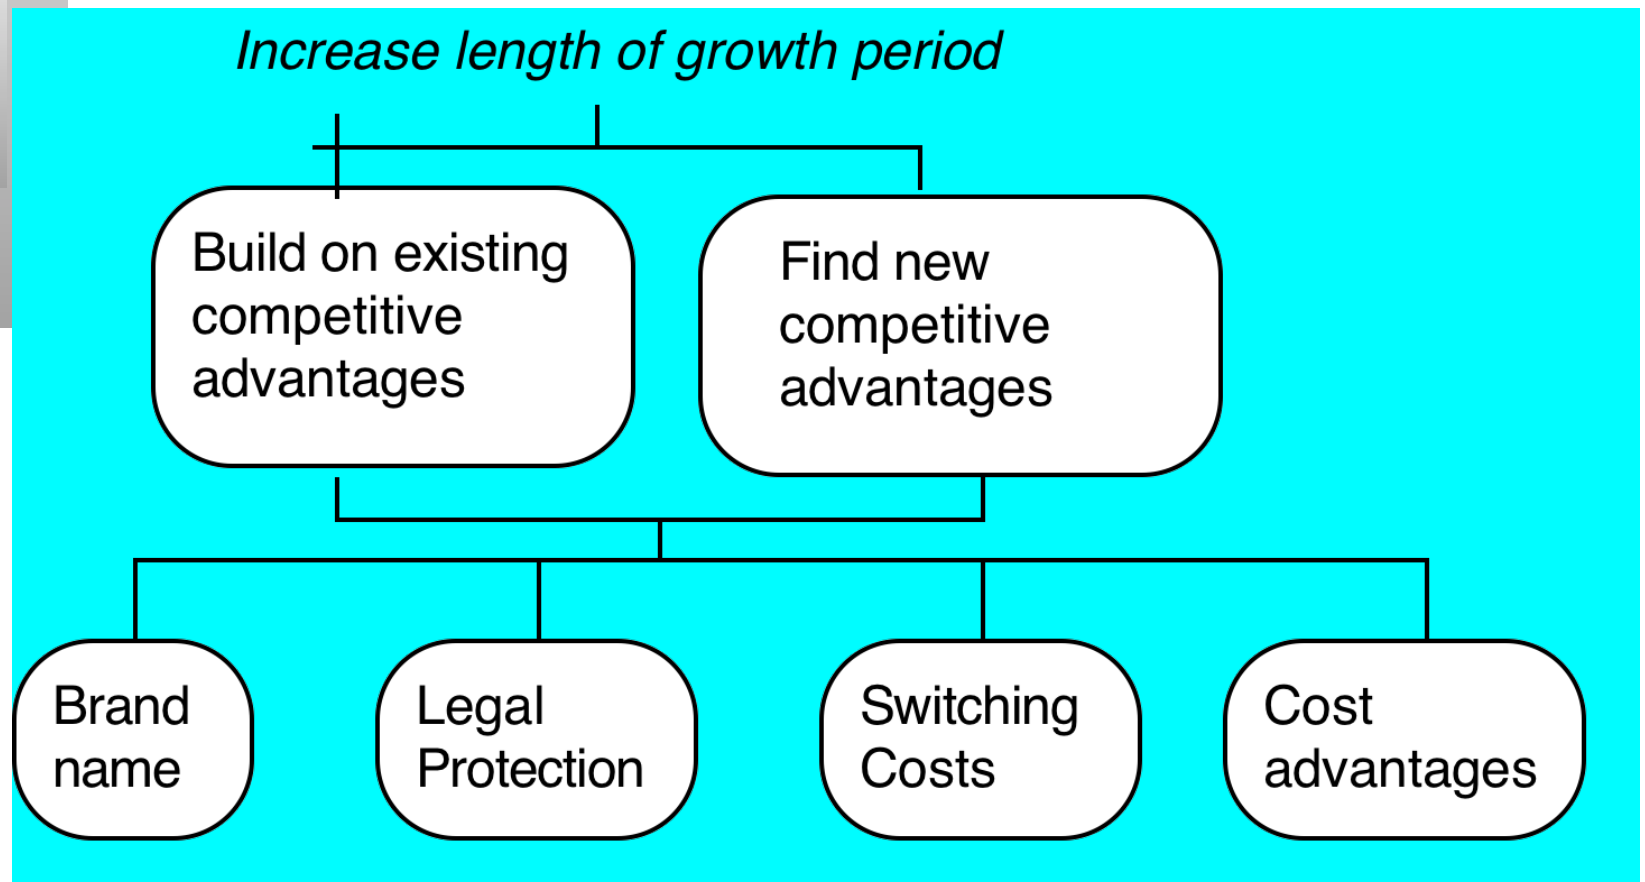 Increase length of growth period
Build on existing
competitive
advantages
Find new
competitive
advantages
Brand
name
Legal
Protection
Switching
Costs
Cost
advantages